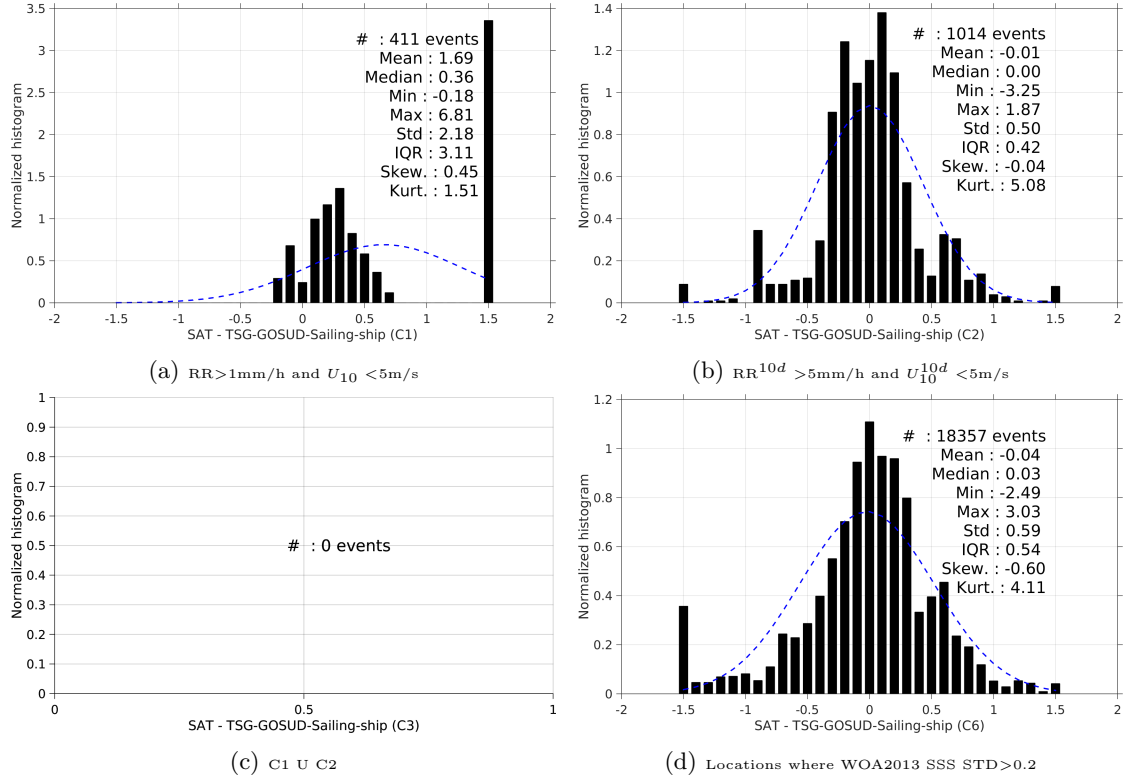 3.5
3
2.5
2
1.5
1
0.5
0
-2
-1.5
-1
-0.5
0
0.5
1
1.5
2
Normalized histogram
# : 411 events
Mean : 1.69
Median : 0.36
Min : -0.18
Max : 6.81
Std : 2.18
IQR : 3.11
Skew. : 0.45
Kurt. : 1.51
SAT - TSG-GOSUD-Sailing-ship (C1)
(a) RR>1mm/h and U10 <5m/s
1.4
1.2
1
0.8
0.6
0.4
0.2
0
-2
-1.5
-1
-0.5
0
0.5
1
1.5
2
Normalized histogram
# : 1014 events
Mean : -0.01
Median : 0.00
Min : -3.25
Max : 1.87
Std : 0.50
IQR : 0.42
Skew. : -0.04
Kurt. : 5.08
SAT - TSG-GOSUD-Sailing-ship (C2)
(b) RR10d >5mm/h and U10 10d <5m/s
1
0.9
0.8
0.7
0.6
0.5
0.4
0.3
0.2
0.1
0
0
0.5
1
Normalized histogram
# : 0 events
SAT - TSG-GOSUD-Sailing-ship (C3)
(c) C1 U C2
1.2
1
0.8
0.6
0.4
0.2
0
-2
-1.5
-1
-0.5
0
0.5
1
1.5
2
Normalized histogram
# : 18357 events
Mean : -0.04
Median : 0.03
Min : -2.49
Max : 3.03
Std : 0.59
IQR : 0.54
Skew. : -0.60
Kurt. : 4.11
SAT - TSG-GOSUD-Sailing-ship (C6)
(d) Locations where WOA2013 SSS STD>0.2